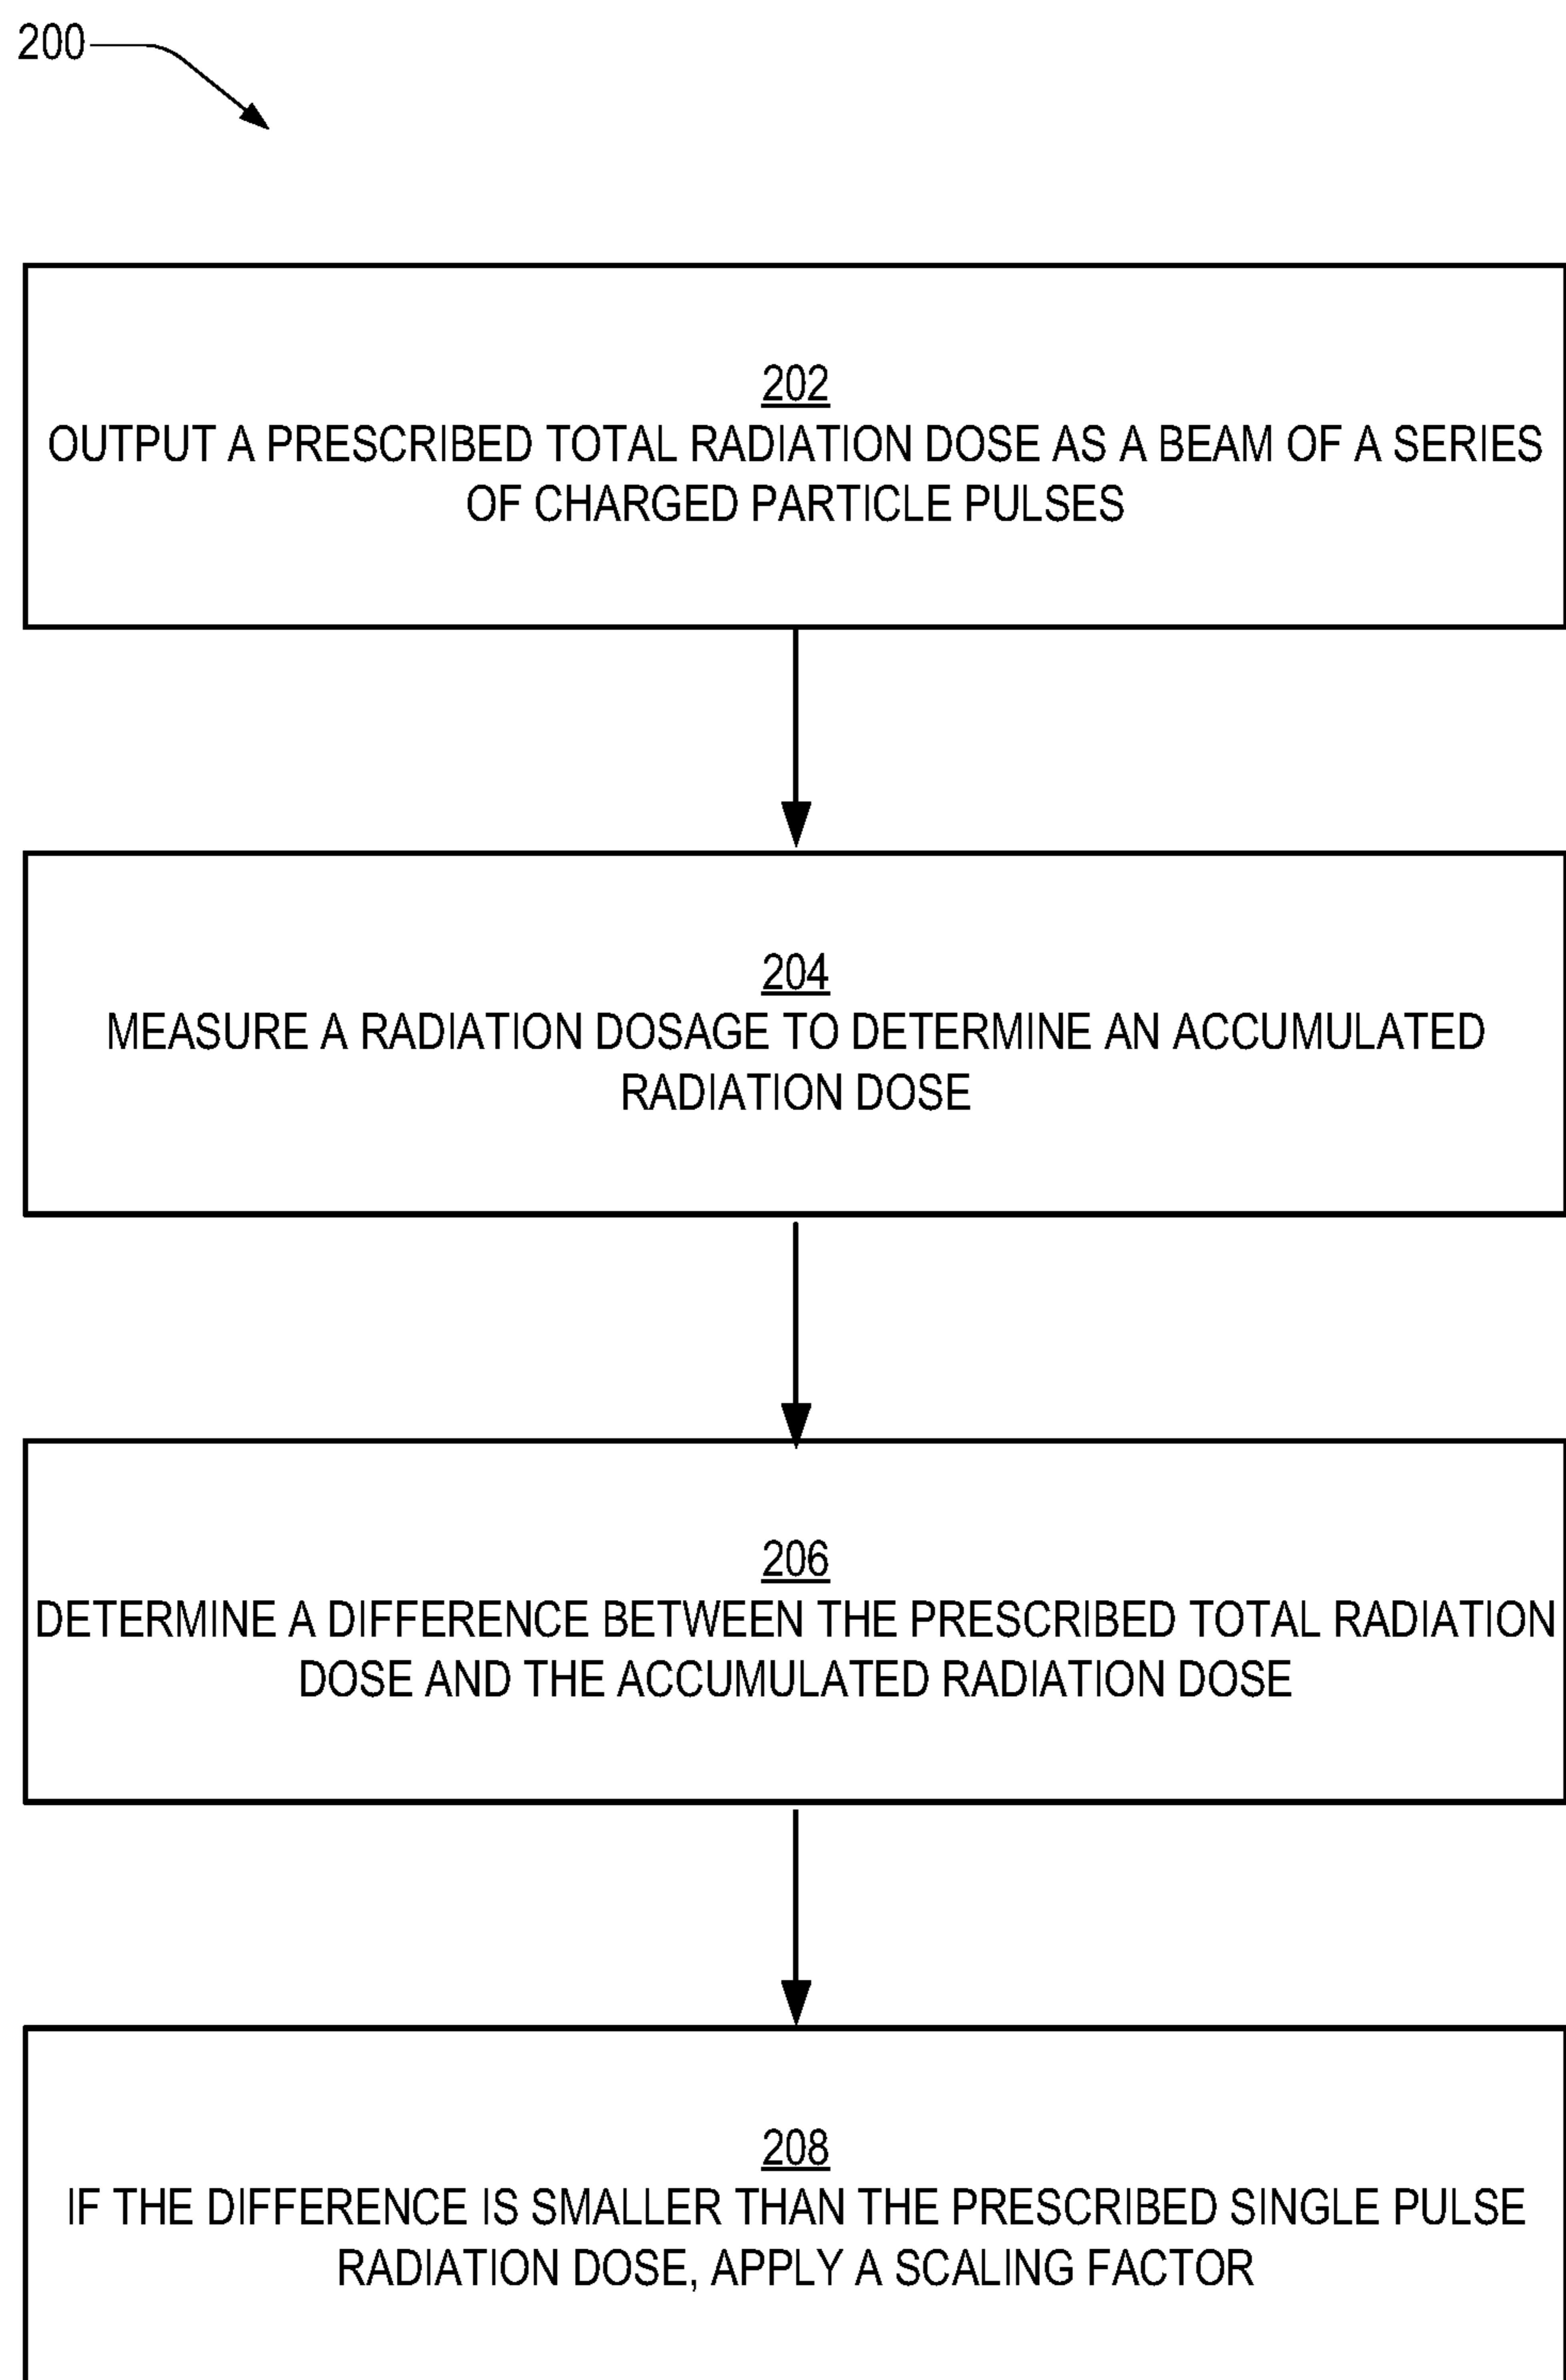 200
202
OUTPUT A PRESCRIBED TOTAL RADIATION DOSE AS A BEAM OF A SERIES
OF CHARGED PARTICLE PULSES
204
MEASURE A RADIATION DOSAGE TO DETERMINE AN ACCUMULATED
RADIATION DOSE
206
DETERMINE A DIFFERENCE BETWEEN THE PRESCRIBED TOTAL RADIATION
DOSE AND THE ACCUMULATED RADIATION DOSE
208
IF THE DIFFERENCE IS SMALLER THAN THE PRESCRIBED SINGLE PULSE
RADIATION DOSE, APPLY A SCALING FACTOR